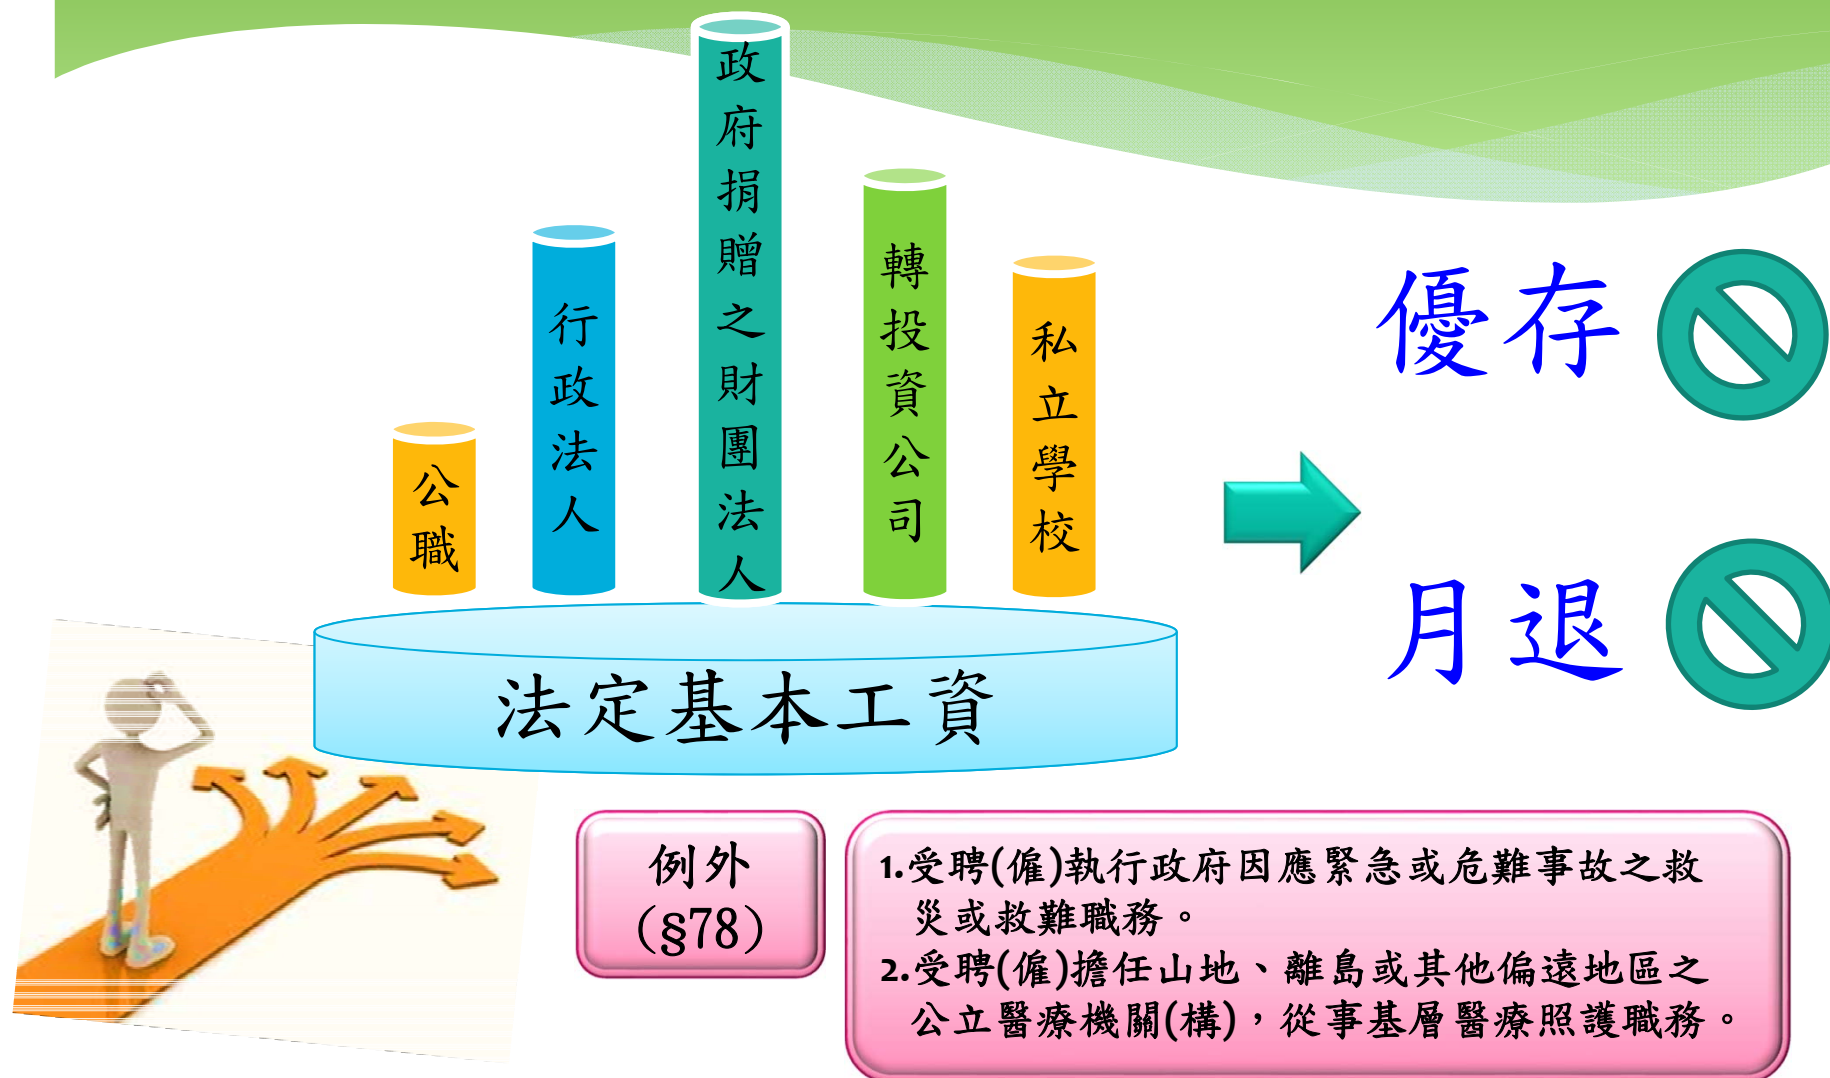 公職
行政法人
政府捐贈之財團法人
轉投資公司
私立學校
法定基本工資
優存
月退
例外
(§78)
1.受聘(僱)執行政府因應緊急或危難事故之救
災或救難職務。
2.受聘(僱)擔任山地、離島或其他偏遠地區之
公立醫療機關(構)，從事基層醫療照護職務。